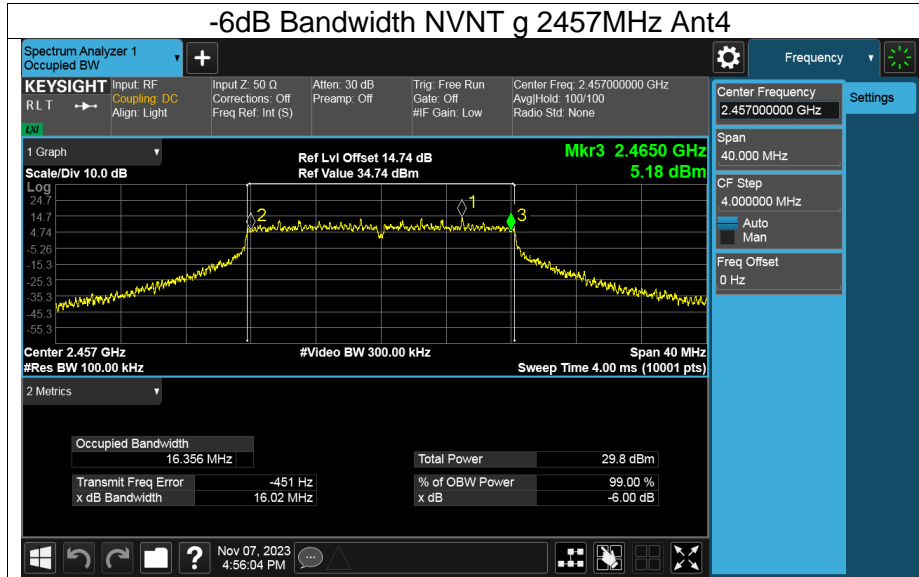 -6dB Bandwidth NVNT g 2457MHz Ant4
Spectrum Analyzer 1
Occupied BW
Frequency
KEYSIGHT
R L T
LXI
Input: RF
Coupling: DC
Align: Light
Input Z: 50 Ω
Corrections: Off
Freq Ref: Int (S)
Atten: 30 dB
Preamp: Off
Trig: Free Run
Gate: Off
#IF Gain: Low
Center Freq: 2.457000000 GHz
Avg|Hold: 100/100
Radio Std: None
Center Frequency
2.457000000 GHz
Settings
Span
40.000 MHz
CF Step
4.000000 MHz
Auto
Man
Freq Offset
0 Hz
1 Graph
Scale/Div 10.0 dB
Ref Lvl Offset 14.74 dB
Ref Value 34.74 dBm
Mkr3 2.4650 GHz
5.18 dBm
Log
24.7
14.7
4.74
-5.26
-15.3
-25.3
-35.3
-45.3
-55.3
2
1
3
Center 2.457 GHz
#Video BW 300.00 kHz
Span 40 MHz
#Res BW 100.00 kHz
Sweep Time 4.00 ms (10001 pts)
2 Metrics
Occupied Bandwidth
16.356 MHz
Total Power 29.8 dBm
Transmit Freq Error -451 Hz
% of OBW Power 99.00 %
x dB Bandwidth 16.02 MHz
x dB -6.00 dB
?
Nov 07, 2023
4:56:04 PM